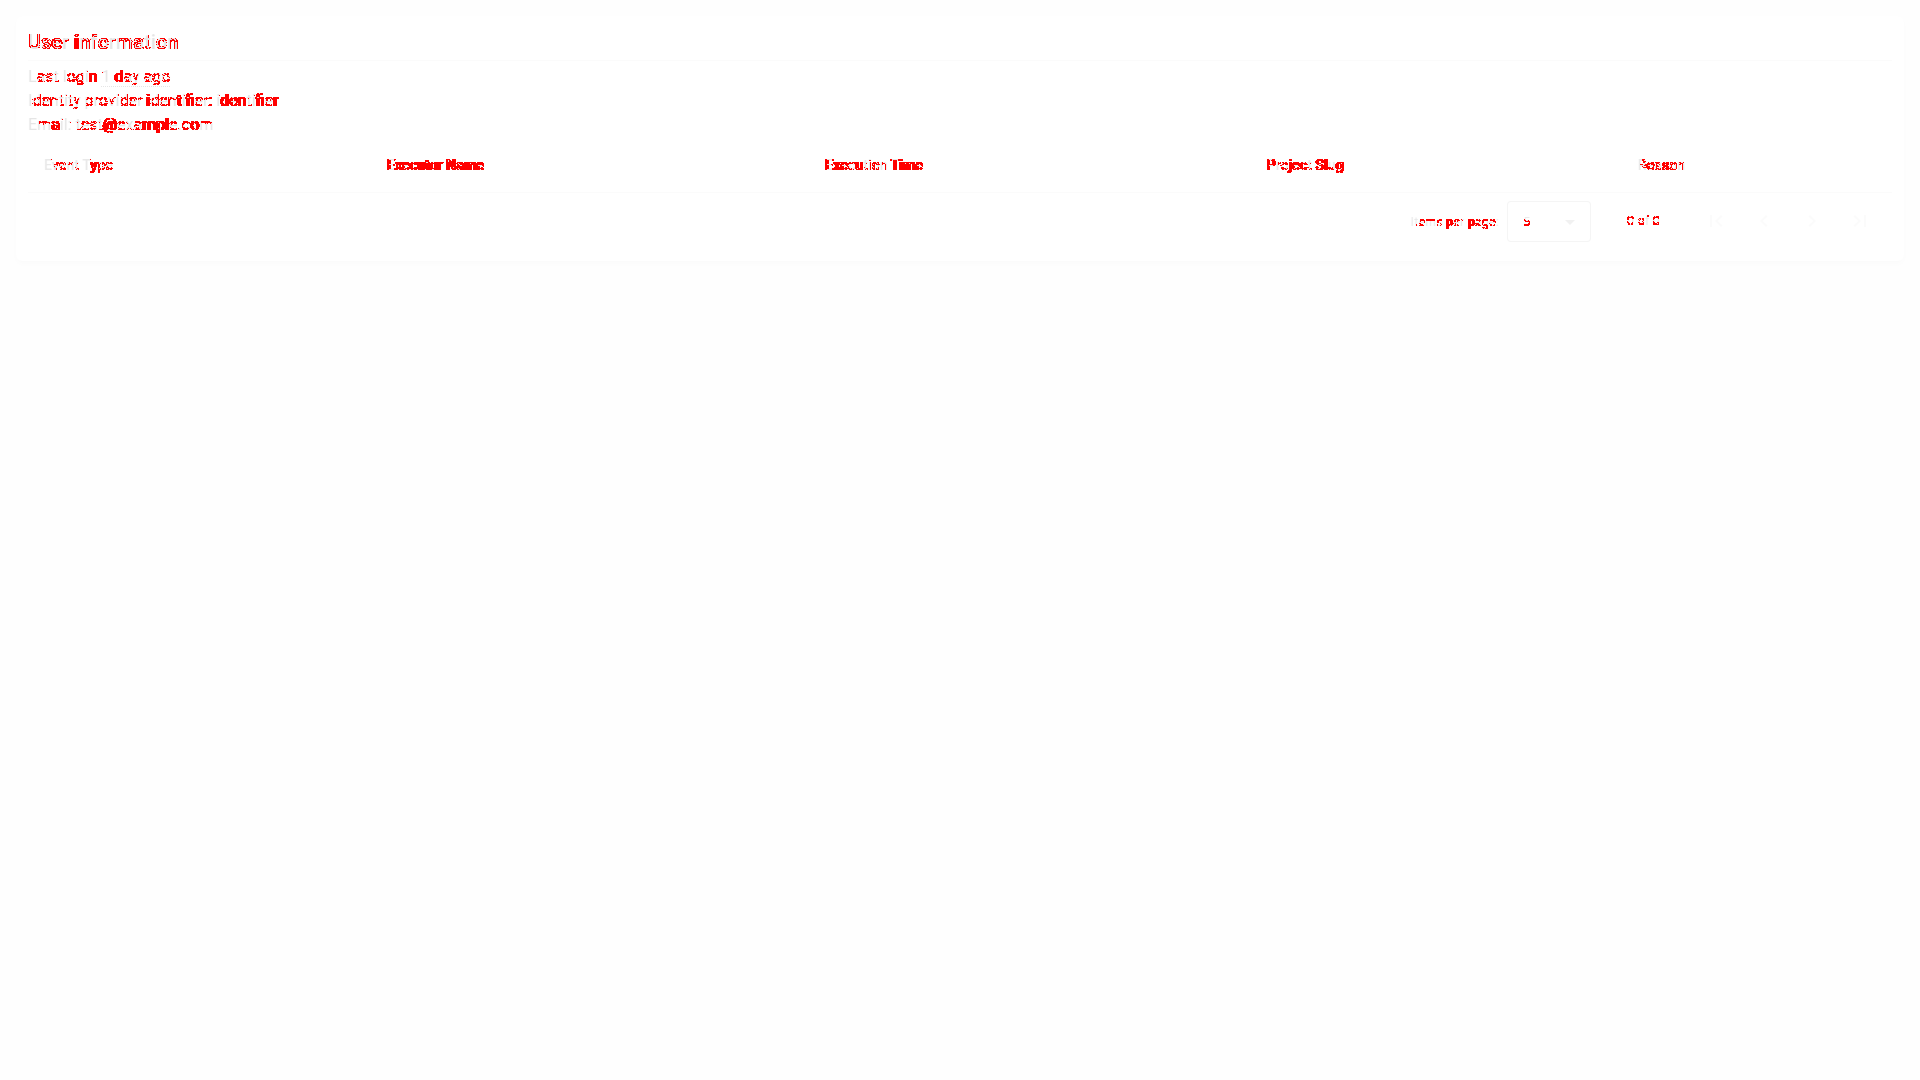 User information
Last login 1 day ago
Identity provider identifier: identifier
Email: test@example.com
Event Type Executor Name Execution Time Project Slug Reason
Items per page 5 0 of 0